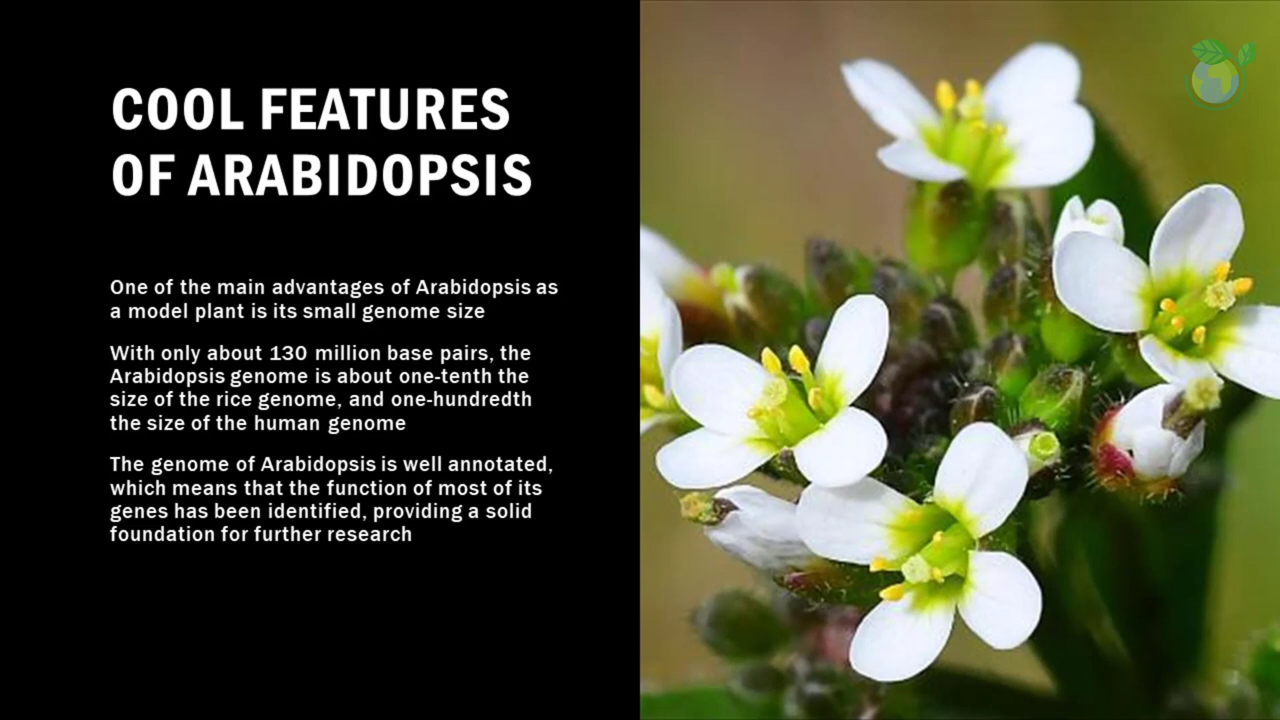 COOL FEATURES
OF ARABIDOPSIS
One of the main advantages of Arabidopsis as
a model plant is its small genome size
With only about 130 million base pairs, the
Arabidopsis genome is about one-tenth the
size of the rice genome, and one-hundredth
the size of the human genome
The genome of Arabidopsis is well annotated,
which means that the function of most of its
genes has been identified, providing a solid
foundation for further research